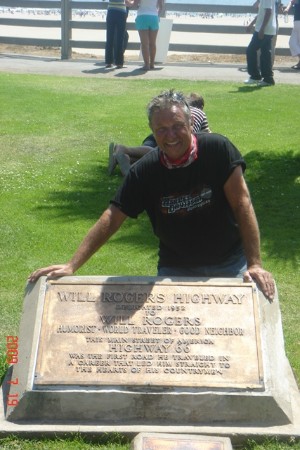 WILL ROGERS HIGHWAY
DEDICATED 1952
TO
WILL ROGERS
HUMORIST · WORLD TRAVELER · GOOD NEIGHBOR
THIS MAIN STREET OF AMERICA
HIGHWAY 66
WAS THE FIRST ROAD HE TRAVELED IN
A CAREER THAT LED HIM STRAIGHT TO
THE HEARTS OF HIS COUNTRYMEN